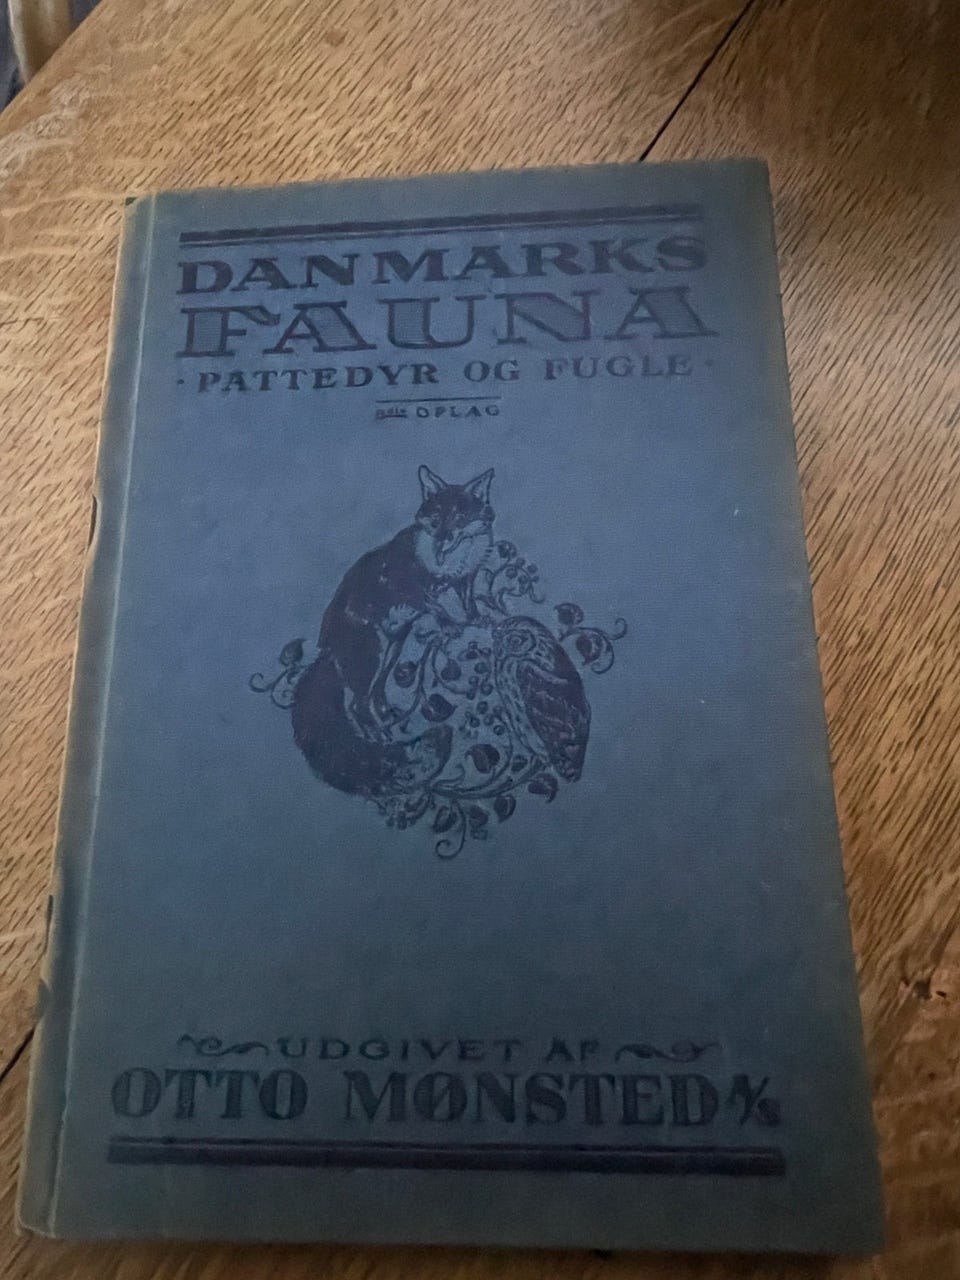 DANMARKS
FAUNA
· PATTEDYR OG FUGLE ·
OPLAG
UDGIVET AF
OTTO MØNSTED A/S